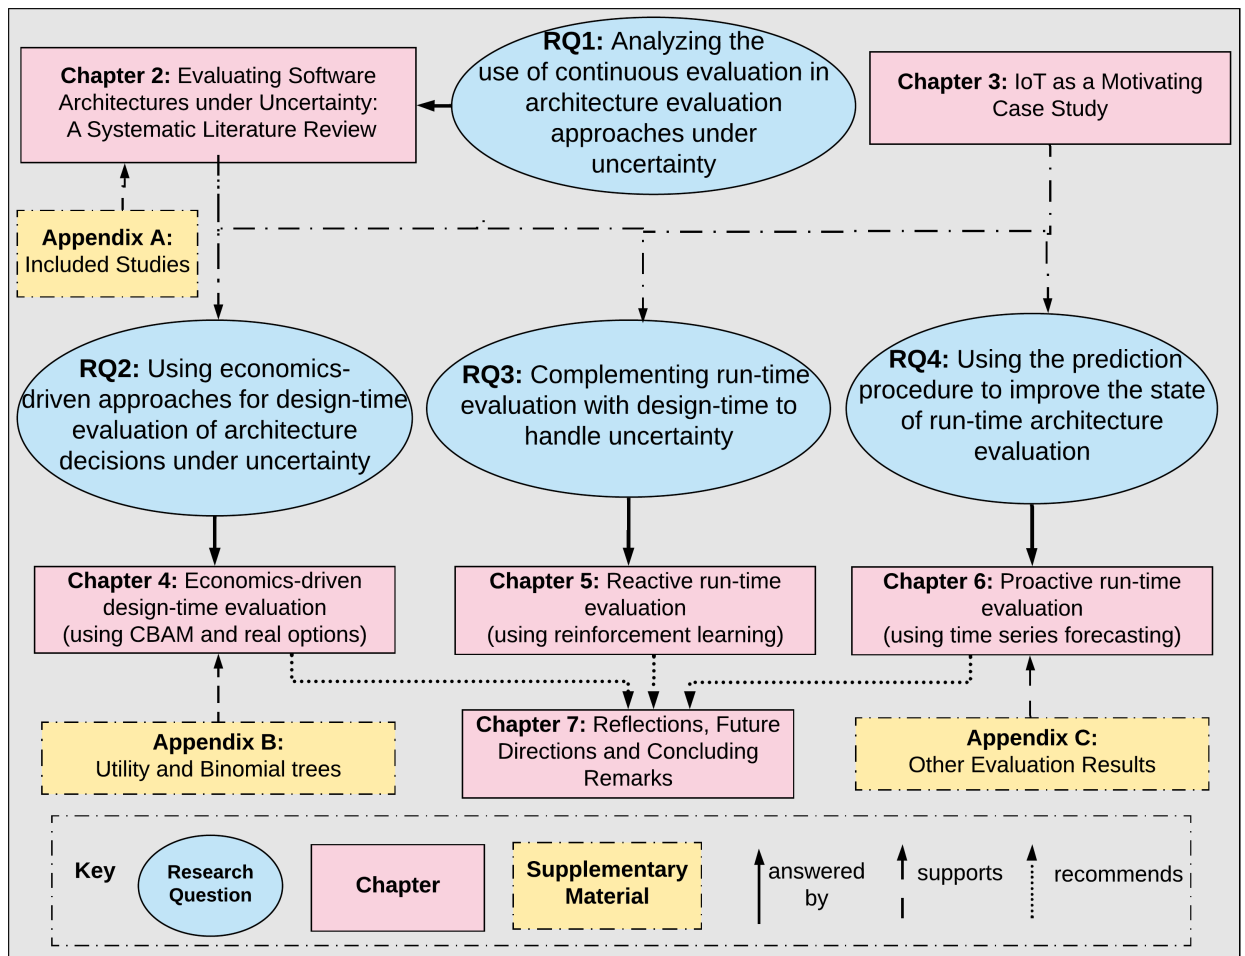 Chapter 2: Evaluating Software
Architectures under Uncertainty:
A Systematic Literature Review
RQ1: Analyzing the
use of continuous evaluation in
architecture evaluation
approaches under
uncertainty
Chapter 3: IoT as a Motivating
Case Study
Appendix A:
Included Studies
RQ2: Using economics-
driven approaches for design-time
evaluation of architecture
decisions under uncertainty
RQ3: Complementing run-time
evaluation with design-time to
handle uncertainty
RQ4: Using the prediction
procedure to improve the state
of run-time architecture
evaluation
Chapter 4: Economics-driven
design-time evaluation
(using CBAM and real options)
Chapter 5: Reactive run-time
evaluation
(using reinforcement learning)
Chapter 6: Proactive run-time
evaluation
(using time series forecasting)
Appendix B:
Utility and Binomial trees
Chapter 7: Reflections, Future
Directions and Concluding
Remarks
Appendix C:
Other Evaluation Results
Key
Research
Question
Chapter
Supplementary
Material
answered
by
supports
recommends